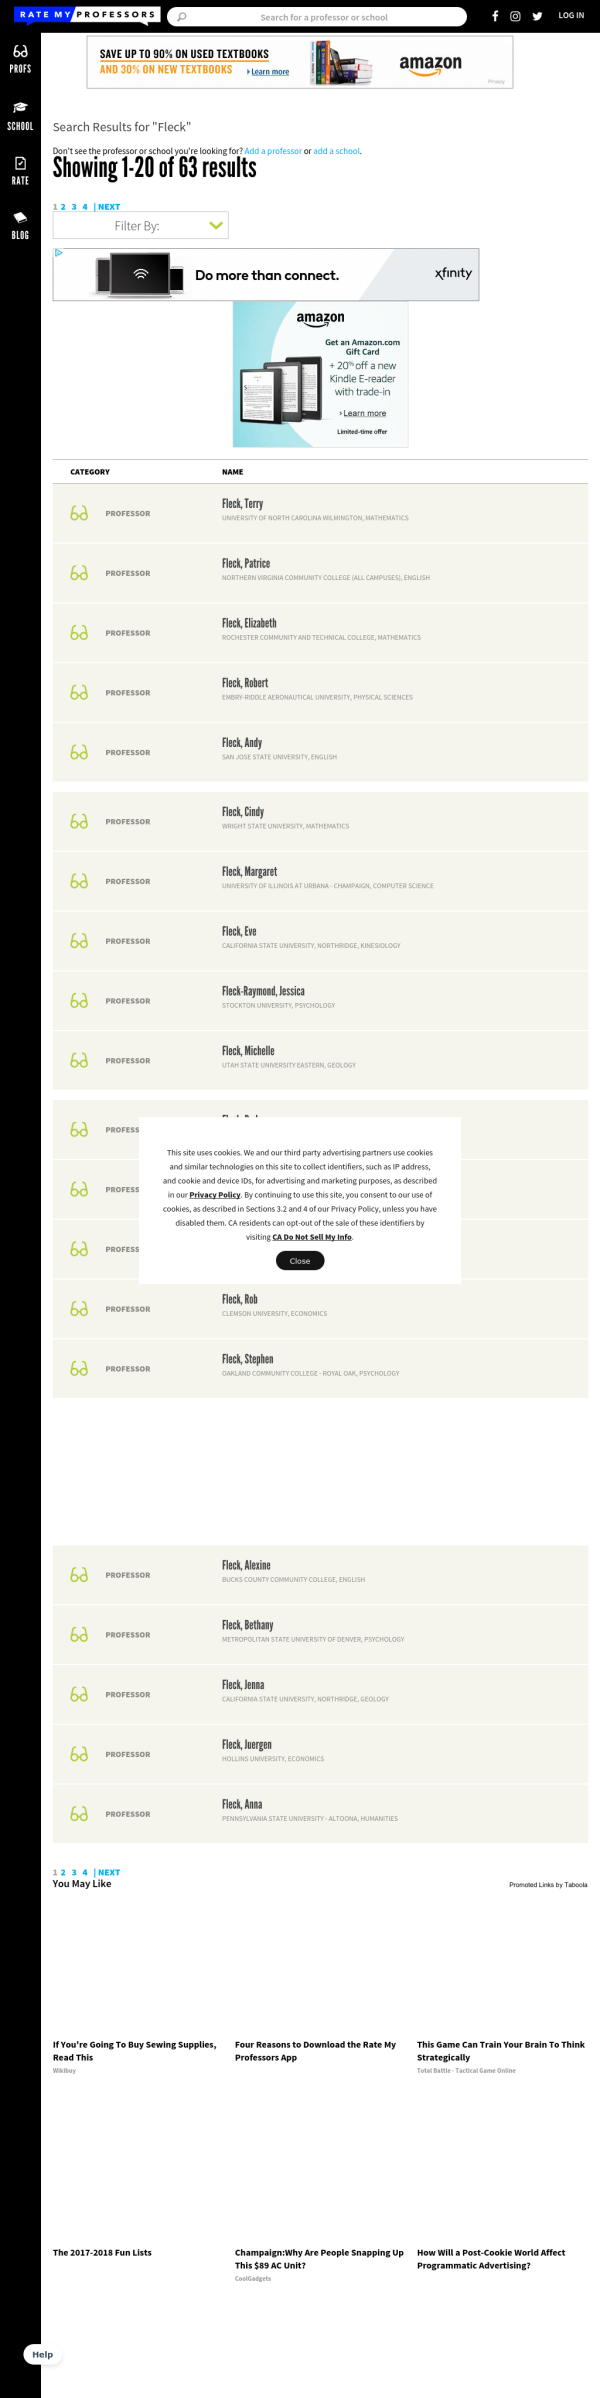 RATE MY PROFESSORS
Search for a professor or school
LOG IN
PROFS
SCHOOL
RATE
BLOG
SAVE UP TO 90% ON USED TEXTBOOKS
AND 30% ON NEW TEXTBOOKS
Learn more
amazon
Privacy
Search Results for "Fleck"
Don't see the professor or school you're looking for? Add a professor or add a school.
Showing 1-20 of 63 results
1 2 3 4 | NEXT
Filter By:
Do more than connect.
xfinity
amazon
Get an Amazon.com
Gift Card
+ 20% off a new
Kindle E-reader
with trade-in
› Learn more
Limited-time offer
CATEGORY NAME
PROFESSOR
Fleck, Terry
UNIVERSITY OF NORTH CAROLINA WILMINGTON, MATHEMATICS
PROFESSOR
Fleck, Patrice
NORTHERN VIRGINIA COMMUNITY COLLEGE (ALL CAMPUSES), ENGLISH
PROFESSOR
Fleck, Elizabeth
ROCHESTER COMMUNITY AND TECHNICAL COLLEGE, MATHEMATICS
PROFESSOR
Fleck, Robert
EMBRY-RIDDLE AERONAUTICAL UNIVERSITY, PHYSICAL SCIENCES
PROFESSOR
Fleck, Andy
SAN JOSE STATE UNIVERSITY, ENGLISH
PROFESSOR
Fleck, Cindy
WRIGHT STATE UNIVERSITY, MATHEMATICS
PROFESSOR
Fleck, Margaret
UNIVERSITY OF ILLINOIS AT URBANA - CHAMPAIGN, COMPUTER SCIENCE
PROFESSOR
Fleck, Eve
CALIFORNIA STATE UNIVERSITY, NORTHRIDGE, KINESIOLOGY
PROFESSOR
Fleck-Raymond, Jessica
STOCKTON UNIVERSITY, PSYCHOLOGY
PROFESSOR
Fleck, Michelle
UTAH STATE UNIVERSITY EASTERN, GEOLOGY
PROFESS
PROFESS
PROFESS
This site uses cookies. We and our third party advertising partners use cookies
and similar technologies on this site to collect identifiers, such as IP address,
and cookie and device IDs, for advertising and marketing purposes, as described
in our Privacy Policy. By continuing to use this site, you consent to our use of
cookies, as described in Sections 3.2 and 4 of our Privacy Policy, unless you have
disabled them. CA residents can opt-out of the sale of these identifiers by
visiting CA Do Not Sell My Info.
Close
PROFESSOR
Fleck, Rob
CLEMSON UNIVERSITY, ECONOMICS
PROFESSOR
Fleck, Stephen
OAKLAND COMMUNITY COLLEGE - ROYAL OAK, PSYCHOLOGY
PROFESSOR
Fleck, Alexine
BUCKS COUNTY COMMUNITY COLLEGE, ENGLISH
PROFESSOR
Fleck, Bethany
METROPOLITAN STATE UNIVERSITY OF DENVER, PSYCHOLOGY
PROFESSOR
Fleck, Jenna
CALIFORNIA STATE UNIVERSITY, NORTHRIDGE, GEOLOGY
PROFESSOR
Fleck, Juergen
HOLLINS UNIVERSITY, ECONOMICS
PROFESSOR
Fleck, Anna
PENNSYLVANIA STATE UNIVERSITY - ALTOONA, HUMANITIES
1 2 3 4 | NEXT
You May Like
Promoted Links by Taboola
If You're Going To Buy Sewing Supplies,
Read This
Wikibuy
Four Reasons to Download the Rate My
Professors App
This Game Can Train Your Brain To Think
Strategically
Total Battle - Tactical Game Online
The 2017-2018 Fun Lists
Champaign:Why Are People Snapping Up
This $89 AC Unit?
CoolGadgets
How Will a Post-Cookie World Affect
Programmatic Advertising?
Help